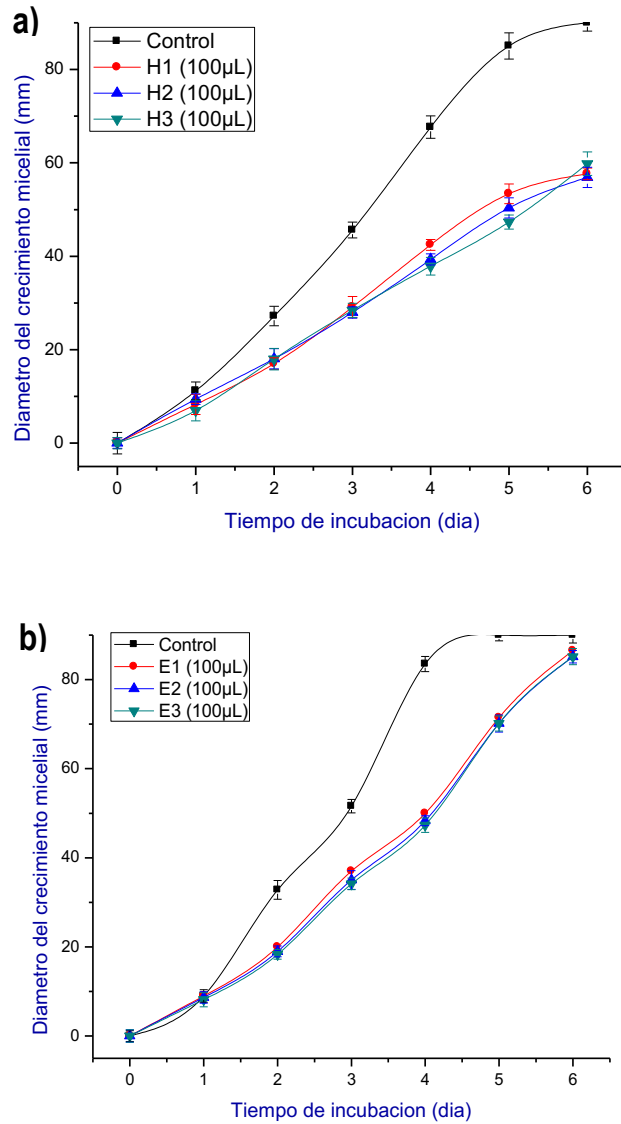 a)
Control
H1 (100µL)
H2 (100µL)
H3 (100µL)
Diametro del crecimiento micelial (mm)
80
60
40
20
0
0 1 2 3 4 5 6
Tiempo de incubacion (dia)
b)
Control
E1 (100µL)
E2 (100µL)
E3 (100µL)
Diametro del crecimiento micelial (mm)
80
60
40
20
0
0 1 2 3 4 5 6
Tiempo de incubacion (dia)